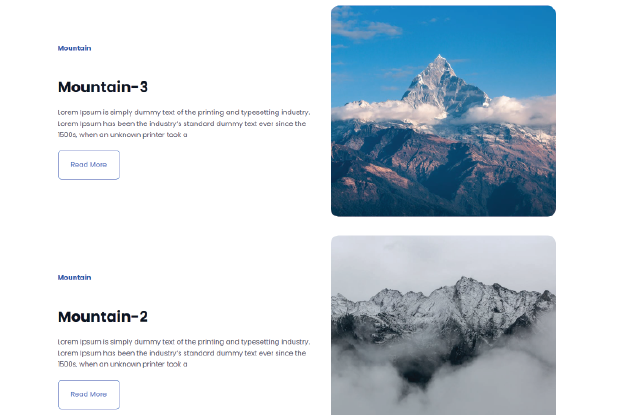 Mountain
Mountain-3
Lorem Ipsum is simply dummy text of the printing and typesetting industry.
Lorem Ipsum has been the industry's standard dummy text ever since the
1500s, when an unknown printer took a
Read More
Mountain
Mountain-2
Lorem Ipsum is simply dummy text of the printing and typesetting industry.
Lorem Ipsum has been the industry's standard dummy text ever since the
1500s, when an unknown printer took a
Read More